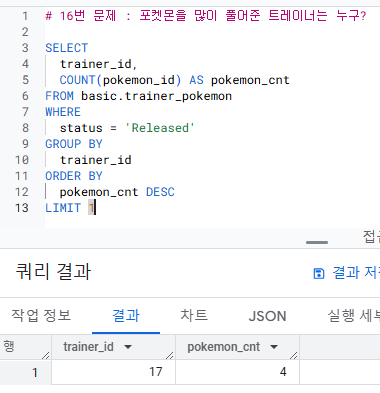 1 # 16번 문제 : 포켓몬을 많이 풀어준 트레이너는 누구?
2
3 SELECT
4 trainer_id,
5 COUNT(pokemon_id) AS pokemon_cnt
6 FROM basic.trainer_pokemon
7 WHERE
8 status = 'Released'
9 GROUP BY
10 trainer_id
11 ORDER BY
12 pokemon_cnt DESC
13 LIMIT 1
접근
쿼리 결과 결과 저
작업 정보 결과 차트 JSON 실행 세부
행 trainer_id pokemon_cnt
1 17 4